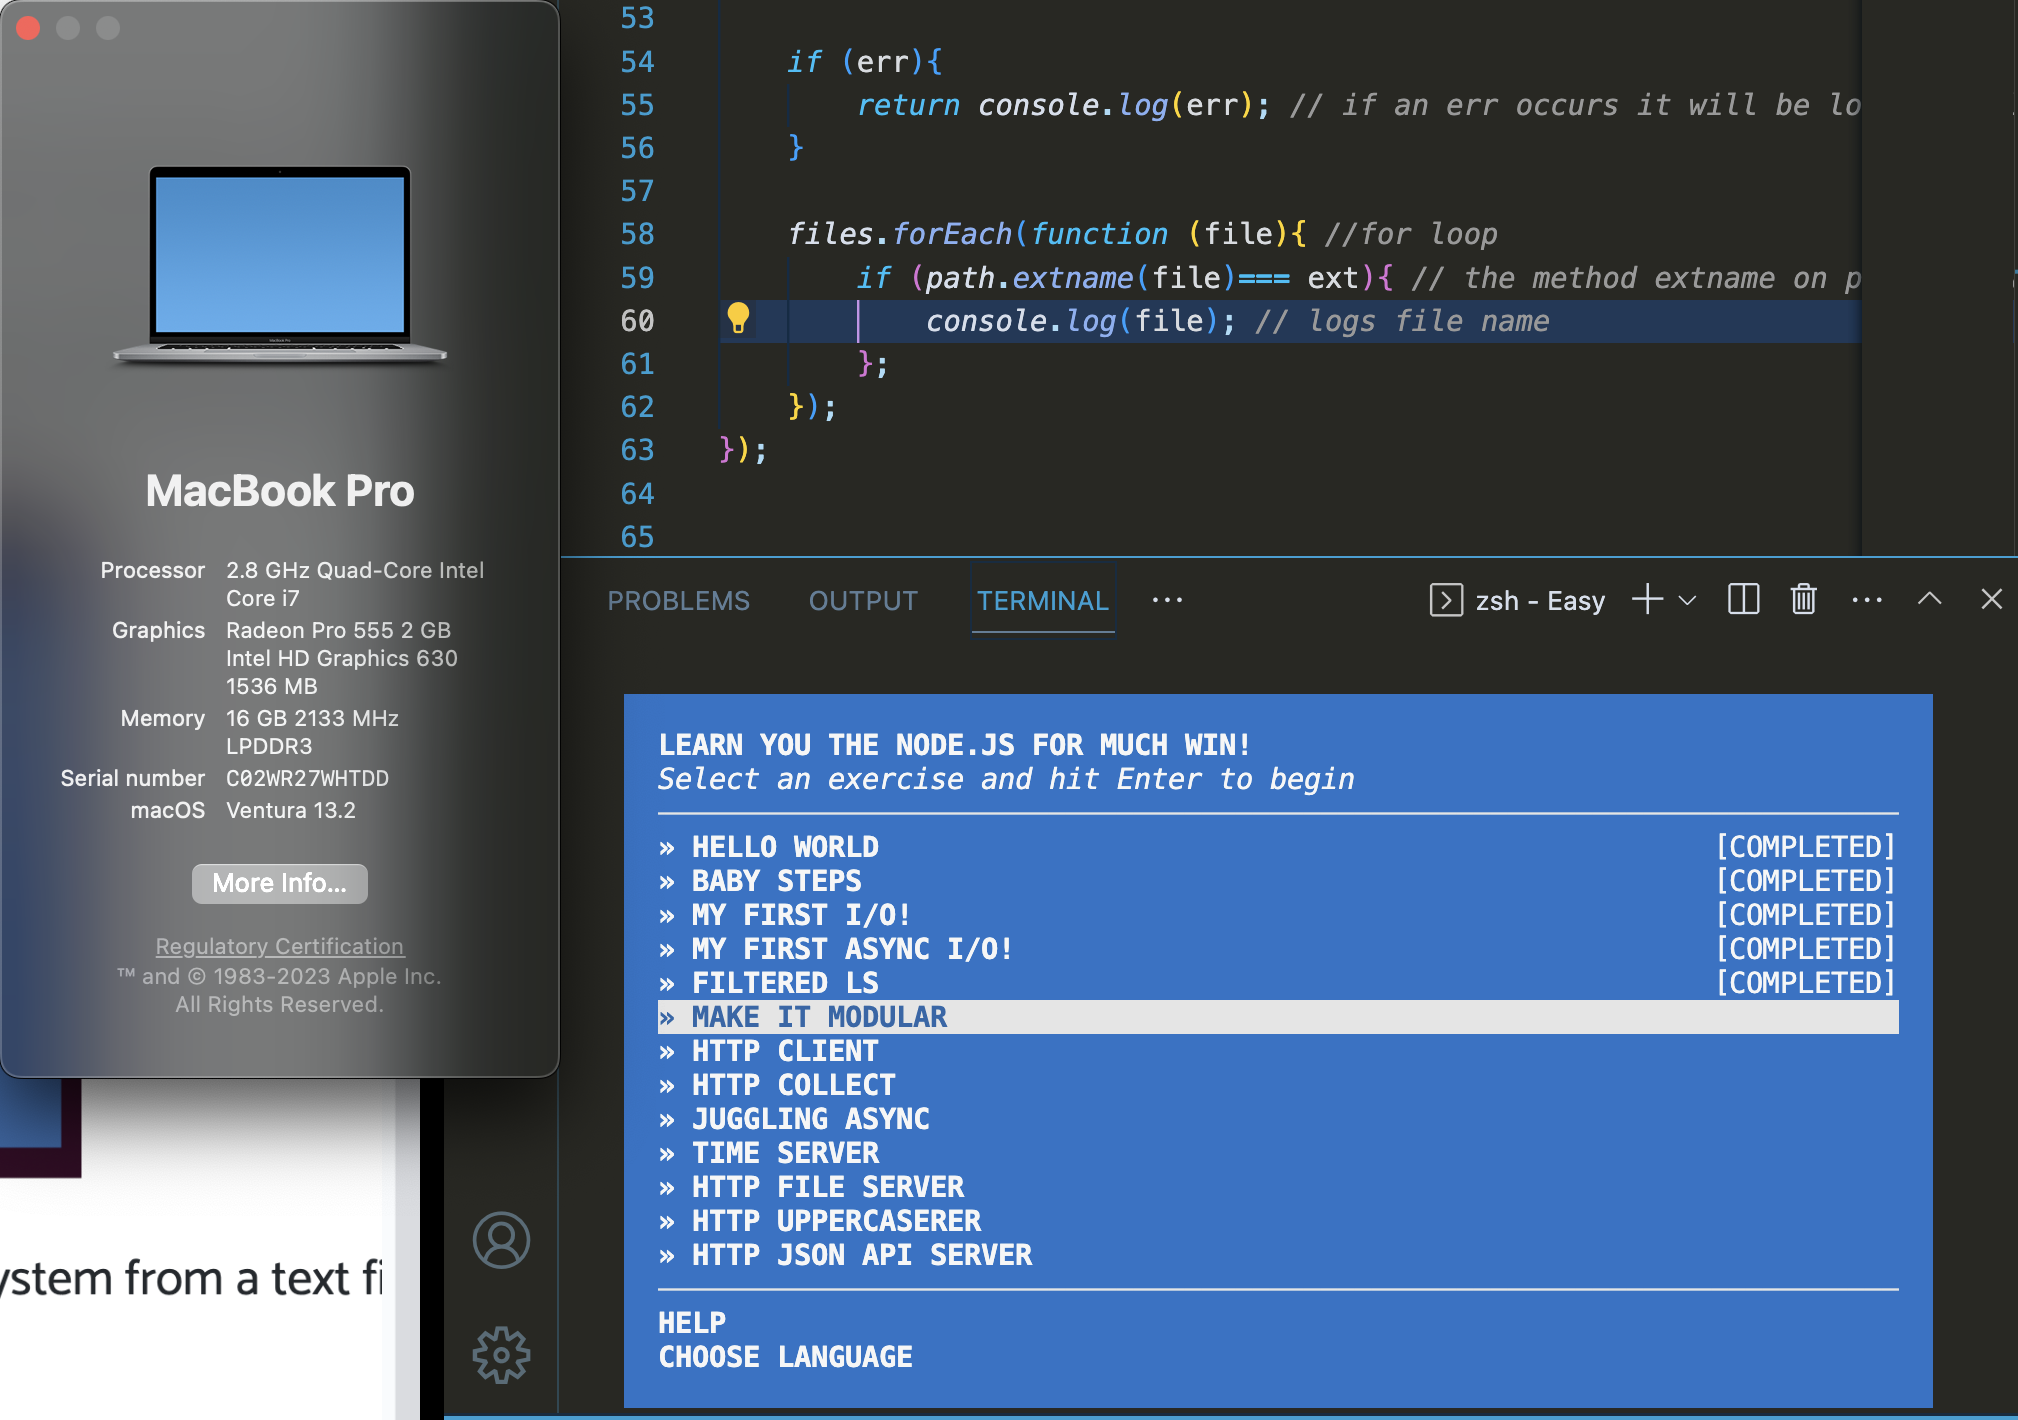 MacBook Pro
Processor 2.8 GHz Quad-Core Intel
Core i7
Graphics Radeon Pro 555 2 GB
Intel HD Graphics 630
1536 MB
Memory 16 GB 2133 MHz
LPDDR3
Serial number C02WR27WHTDD
macOS Ventura 13.2
More Info...
Regulatory Certification
™ and © 1983-2023 Apple Inc.
All Rights Reserved.
ystem from a text fi
53
54 if (err){
55 return console.log(err); // if an err occurs it will be lo
56 }
57
58 files.forEach(function (file){ //for loop
59 if (path.extname(file)=== ext){ // the method extname on p
60 console.log(file); // logs file name
61 };
62 });
63 });
64
65
PROBLEMS OUTPUT TERMINAL ··· zsh - Easy ···
LEARN YOU THE NODE.JS FOR MUCH WIN!
Select an exercise and hit Enter to begin
» HELLO WORLD [COMPLETED]
» BABY STEPS [COMPLETED]
» MY FIRST I/O! [COMPLETED]
» MY FIRST ASYNC I/O! [COMPLETED]
» FILTERED LS [COMPLETED]
» MAKE IT MODULAR
» HTTP CLIENT
» HTTP COLLECT
» JUGGLING ASYNC
» TIME SERVER
» HTTP FILE SERVER
» HTTP UPPERCASERER
» HTTP JSON API SERVER
HELP
CHOOSE LANGUAGE